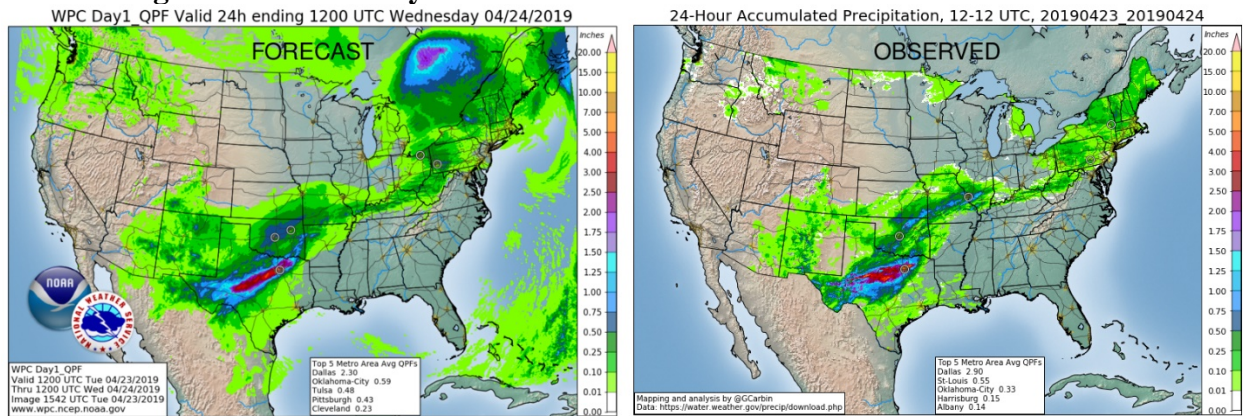 WPC Day1_QPF Valid 24h ending 1200 UTC Wednesday 04/24/2019
FORECAST
Inches
20.00
15.00
10.00
7.00
5.00
4.00
3.00
2.50
2.00
1.75
1.50
1.25
1.00
0.75
0.50
0.25
0.10
0.01
0.00
NOAA
NATIONAL WEATHER SERVICE
WPC Day1_QPF
Valid 1200 UTC Tue 04/23/2019
Thru 1200 UTC Wed 04/24/2019
Image 1542 UTC Tue 04/23/2019
www.wpc.ncep.noaa.gov
Top 5 Metro Area Avg QPFs
Dallas 2.30
Oklahoma-City 0.59
Tulsa 0.48
Pittsburgh 0.43
Cleveland 0.23
24-Hour Accumulated Precipitation, 12-12 UTC, 20190423_20190424
OBSERVED
Inches
20.00
15.00
10.00
7.00
5.00
4.00
3.00
2.50
2.00
1.75
1.50
1.25
1.00
0.75
0.50
0.25
0.10
0.01
0.00
Mapping and analysis by @GCarbin
Data: https://water.weather.gov/precip/download.php
Top 5 Metro Area Avg QPFs
Dallas 2.90
St-Louis 0.55
Oklahoma-City 0.33
Harrisburg 0.15
Albany 0.14